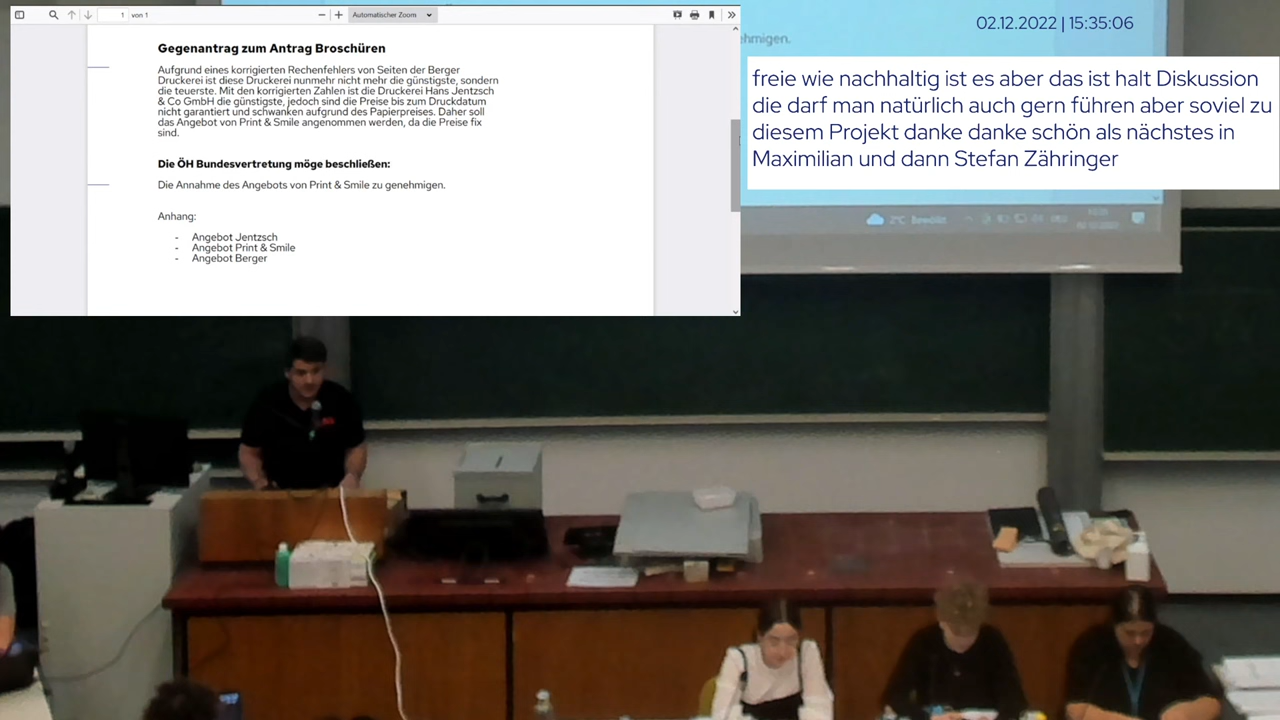 1 von 1
Automatischer Zoom
Gegenantrag zum Antrag Broschüren
Aufgrund eines korrigierten Rechenfehlers von Seiten der Berger
Druckerei ist diese Druckerei nunmehr nicht mehr die günstigste, sondern
die teuerste. Mit den korrigierten Zahlen ist die Druckerei Hans Jentzsch
& Co GmbH die günstigste, jedoch sind die Preise bis zum Druckdatum
nicht garantiert und schwanken aufgrund des Papierpreises. Daher soll
das Angebot von Print & Smile angenommen werden, da die Preise fix
sind.
Die ÖH Bundesvertretung möge beschließen:
Die Annahme des Angebots von Print & Smile zu genehmigen.
Anhang:
- Angebot Jentzsch
- Angebot Print & Smile
- Angebot Berger
02.12.2022 | 15:35:06
hmigen.
freie wie nachhaltig ist es aber das ist halt Diskussion
die darf man natürlich auch gern führen aber soviel zu
diesem Projekt danke danke schön als nächstes in
Maximilian und dann Stefan Zähringer
2°C Bewölkt